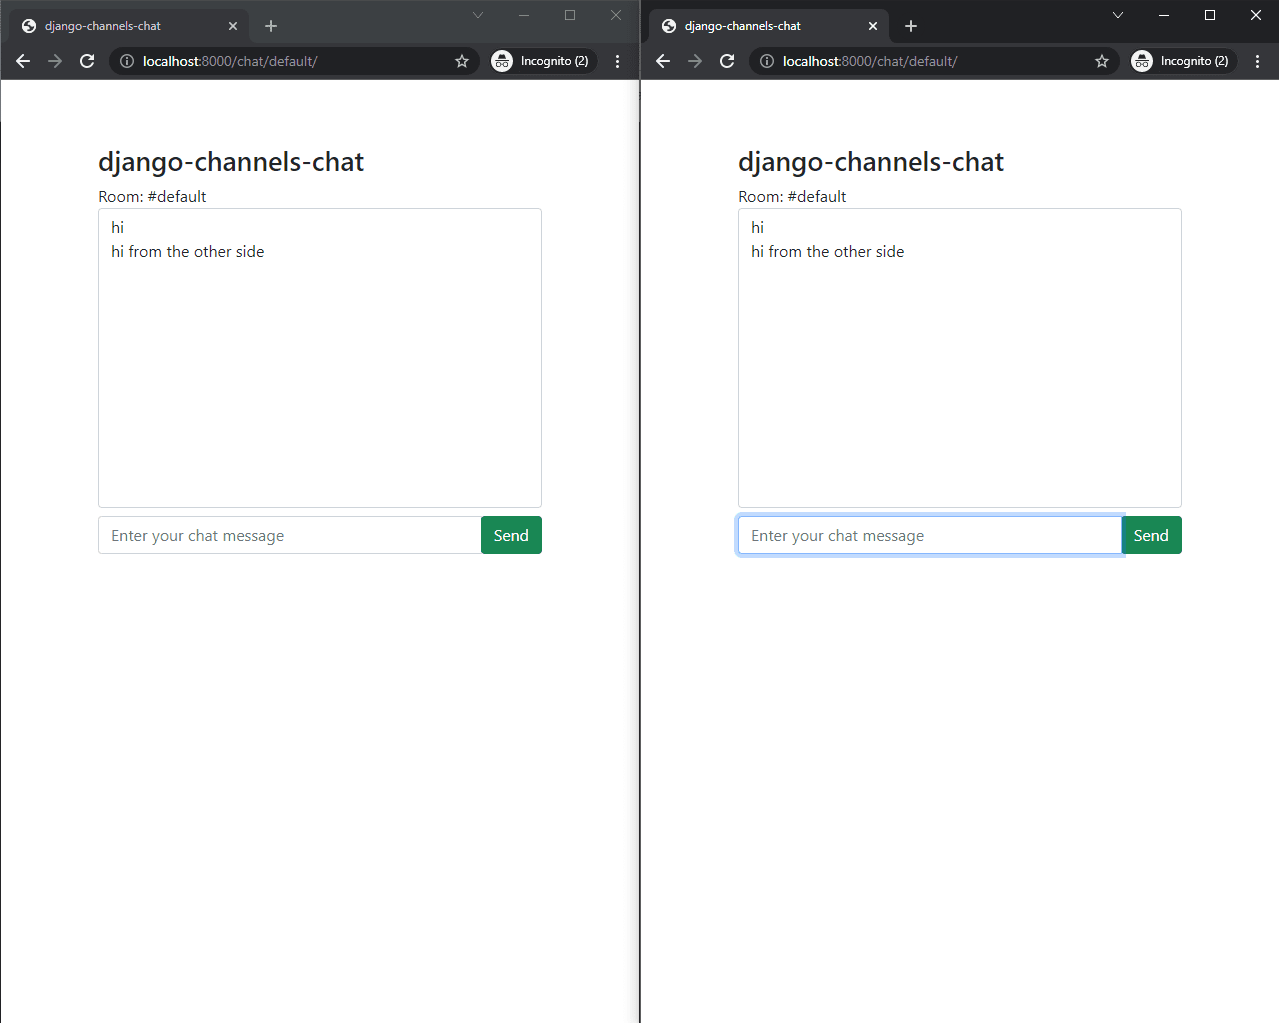 django-channels-chat
localhost:8000/chat/default/
Incognito (2)
django-channels-chat
Room: #default
hi
hi from the other side
Enter your chat message
Send
django-channels-chat
localhost:8000/chat/default/
Incognito (2)
django-channels-chat
Room: #default
hi
hi from the other side
Enter your chat message
Send